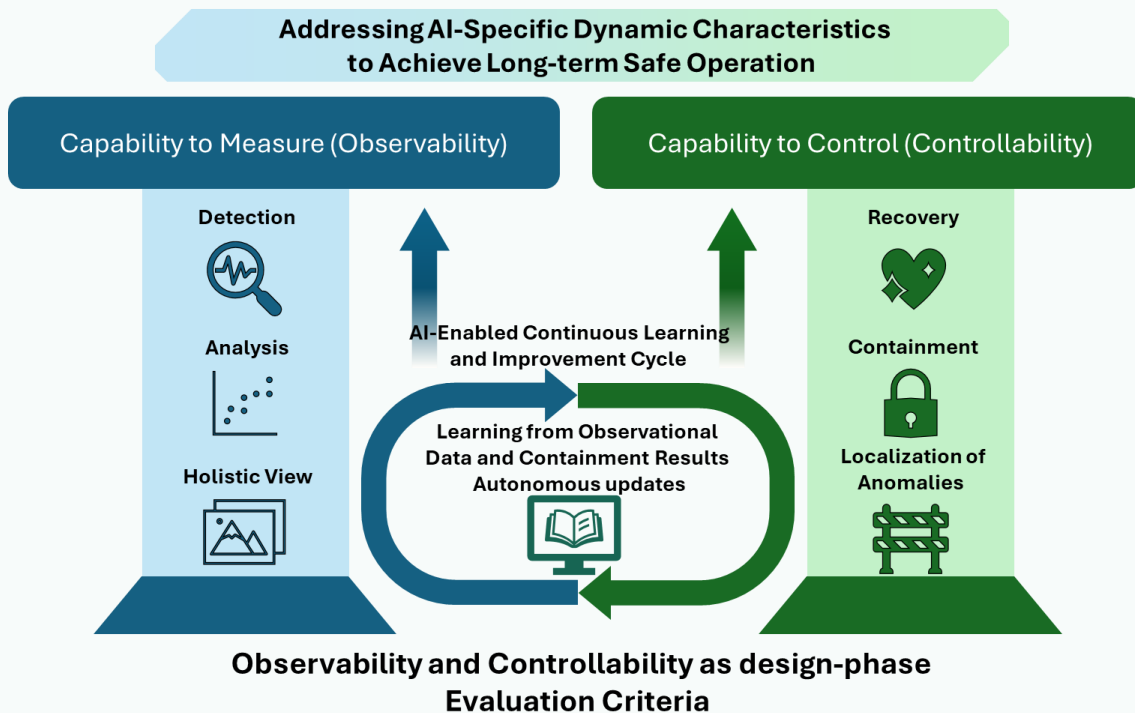 Addressing AI-Specific Dynamic Characteristics
to Achieve Long-term Safe Operation
Capability to Measure (Observability)
Capability to Control (Controllability)
Detection
Analysis
Holistic View
AI-Enabled Continuous Learning
and Improvement Cycle
Learning from Observational
Data and Containment Results
Autonomous updates
Recovery
Containment
Localization of
Anomalies
Observability and Controllability as design-phase
Evaluation Criteria